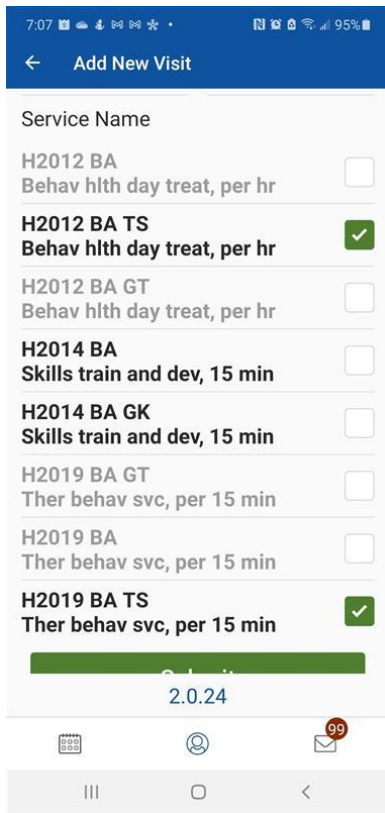 7:07 95%
Add New Visit
Service Name
H2012 BA
Behav hlth day treat, per hr
H2012 BA TS
Behav hlth day treat, per hr
H2012 BA GT
Behav hlth day treat, per hr
H2014 BA
Skills train and dev, 15 min
H2014 BA GK
Skills train and dev, 15 min
H2019 BA GT
Ther behav svc, per 15 min
H2019 BA
Ther behav svc, per 15 min
H2019 BA TS
Ther behav svc, per 15 min
2.0.24
99